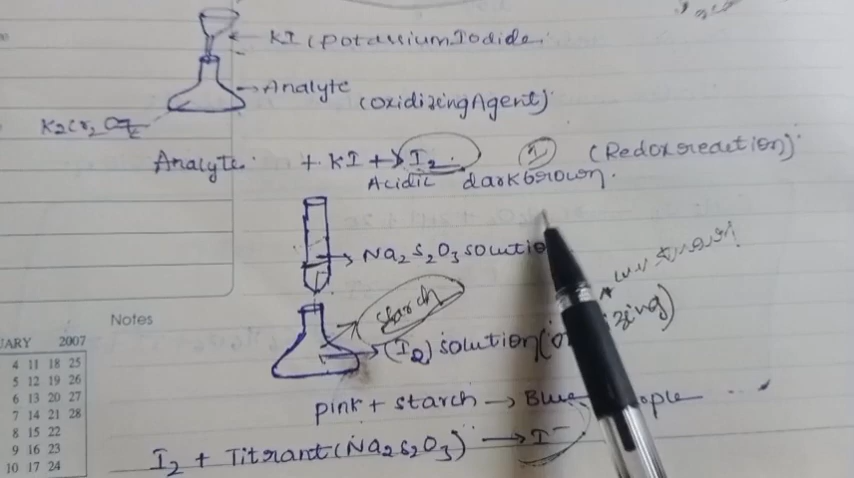 KI (Potassium Iodide.
Analyte
(oxidizing Agent)
K2Cr2O7
Analyte + KI + → I2. (I) (Redox reaction)
Acidic dark brown.
Na2S2O3 solution
starch
(I2) solution
pink + starch → Blue
I2 + Titrant (Na2S2O3) → I-
Notes
UARY 2007
4 11 18 25
5 12 19 26
6 13 20 27
7 14 21 28
8 15 22
9 16 23
10 17 24